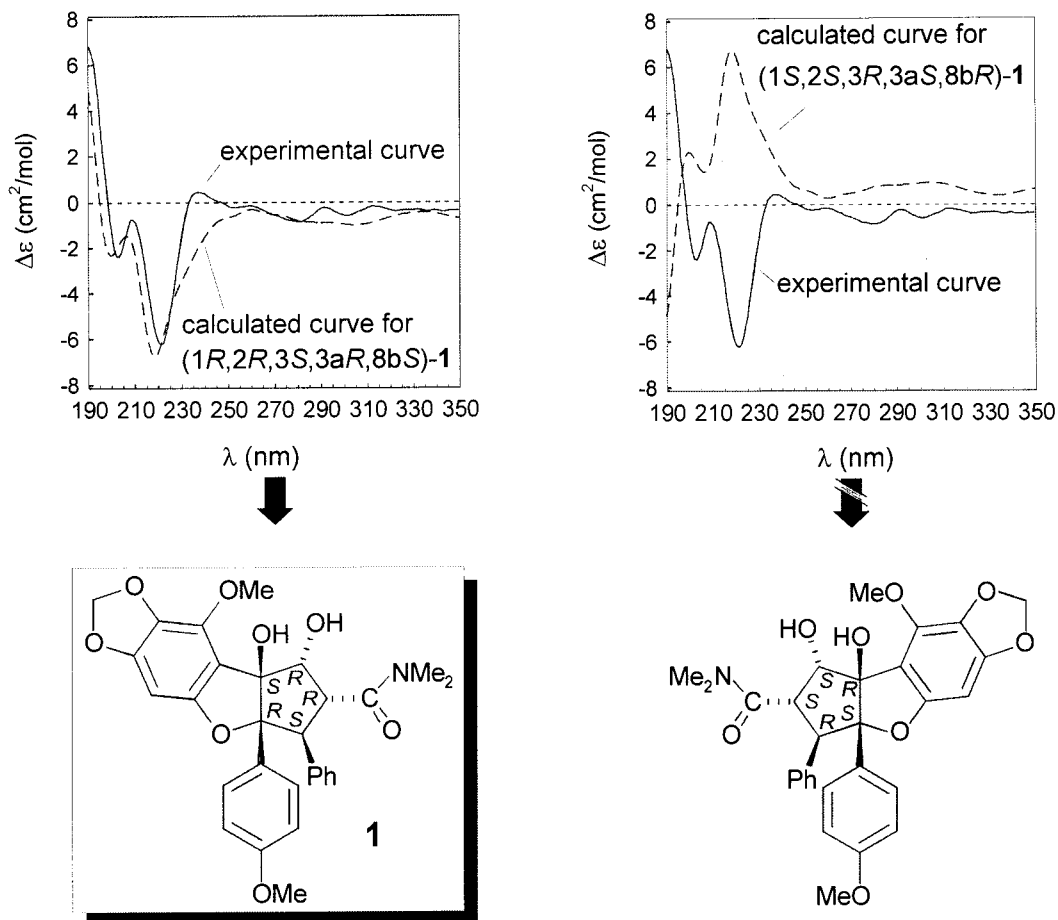 8
6
4
2
0
-2
-4
-6
-8
Δε (cm²/mol)
experimental curve
calculated curve for
(1R,2R,3S,3aR,8bS)-1
190 210 230 250 270 290 310 330 350
λ (nm)
8
6
4
2
0
-2
-4
-6
-8
Δε (cm²/mol)
calculated curve for
(1S,2S,3R,3aS,8bR)-1
experimental curve
190 210 230 250 270 290 310 330 350
λ (nm)
O
OMe
O
OH
OH
NMe₂
S
R
R
R
S
O
O
Ph
1
OMe
MeO
O
O
HO
HO
Me₂N
S
R
S
R
S
O
O
Ph
MeO